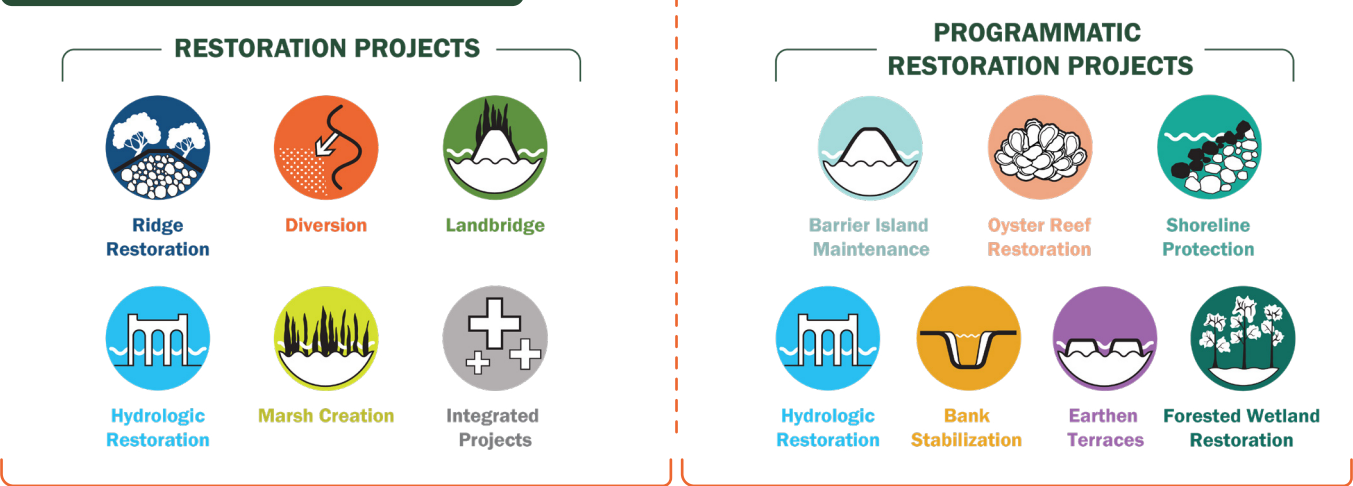 RESTORATION PROJECTS
Ridge
Restoration
Diversion
Landbridge
Hydrologic
Restoration
Marsh Creation
Integrated
Projects
PROGRAMMATIC
RESTORATION PROJECTS
Barrier Island
Maintenance
Oyster Reef
Restoration
Shoreline
Protection
Hydrologic
Restoration
Bank
Stabilization
Earthen
Terraces
Forested Wetland
Restoration